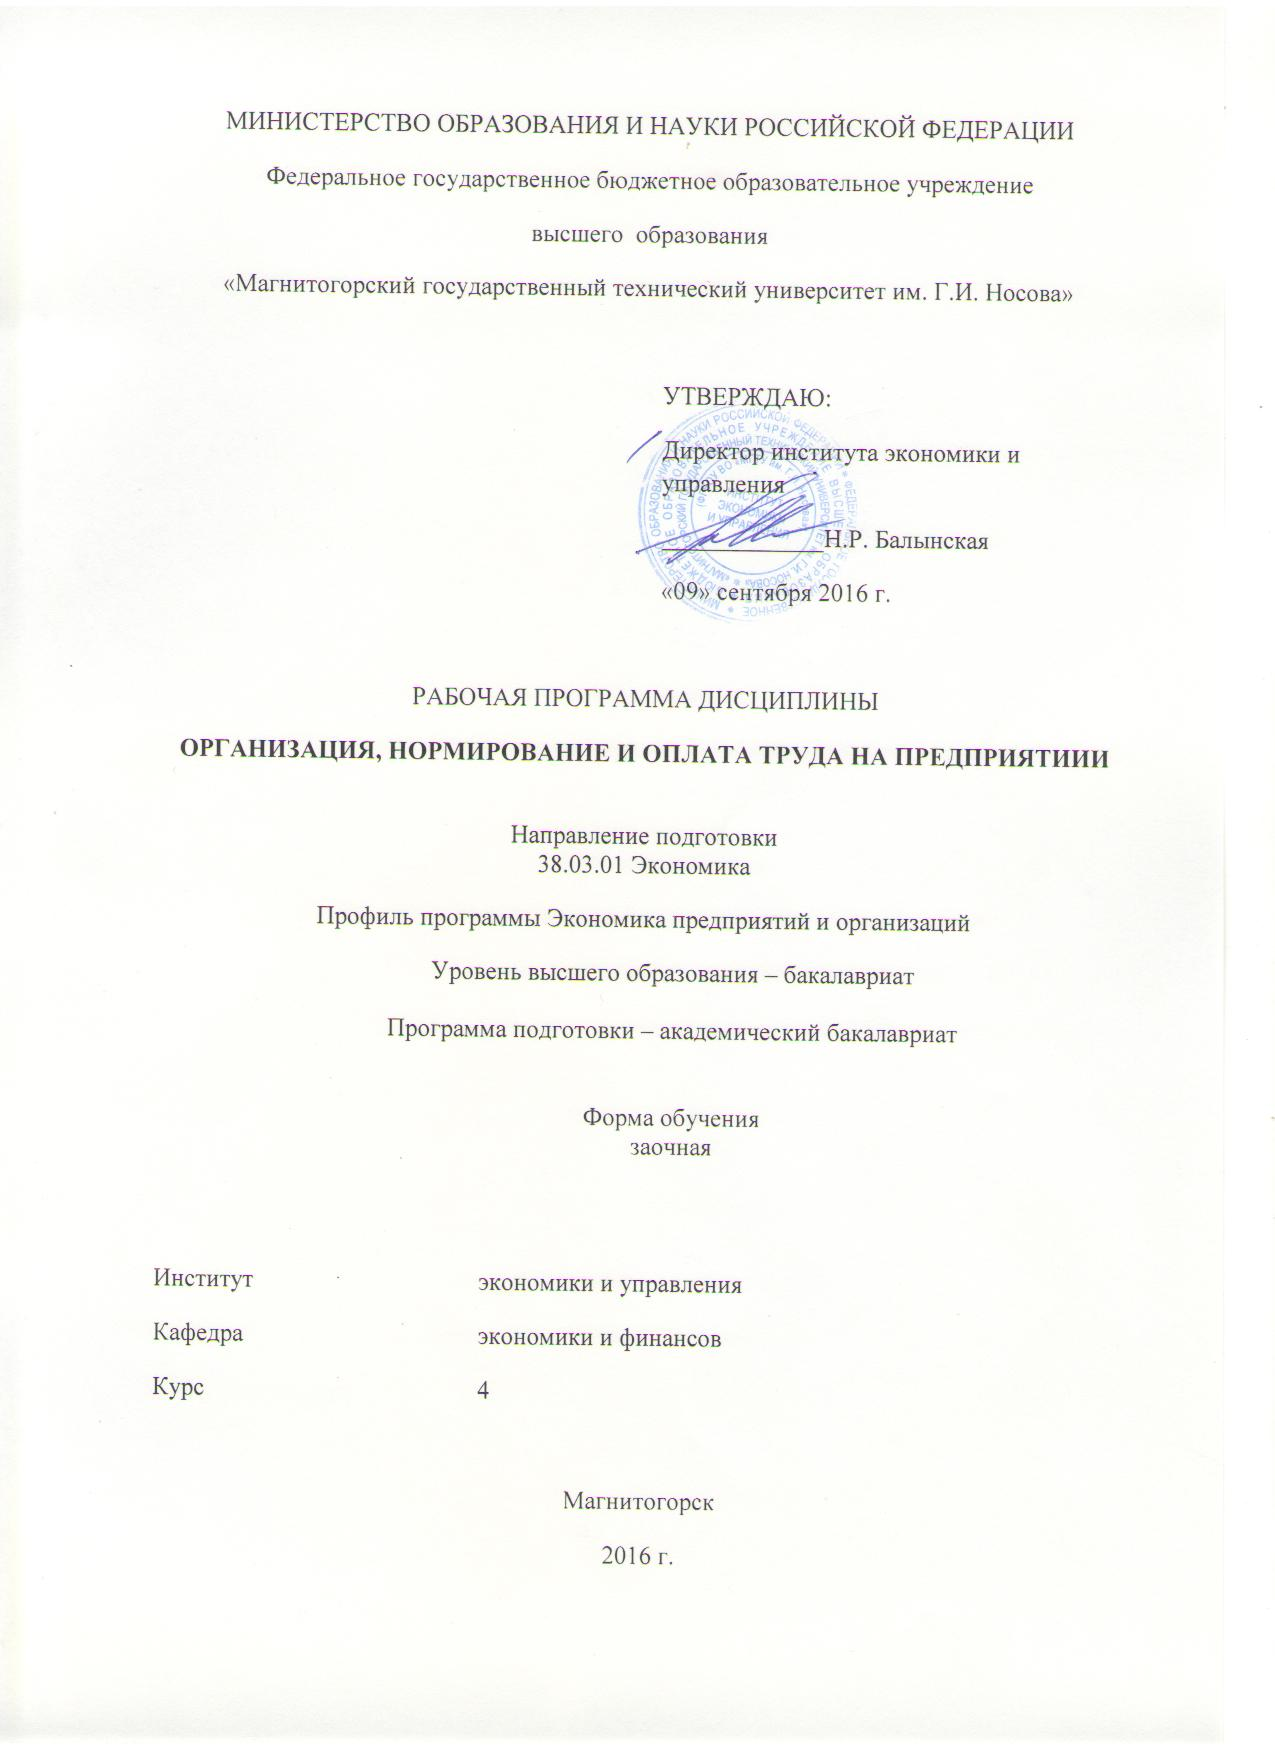 МИНИСТЕРСТВО ОБРАЗОВАНИЯ И НАУКИ РОССИЙСКОЙ ФЕДЕРАЦИИ
Федеральное государственное бюджетное образовательное учреждение
высшего образования
«Магнитогорский государственный технический университет им. Г.И. Носова»
УТВЕРЖДАЮ:
Директор института экономики и
управления
Н.Р. Балынская
«09» сентября 2016 г.
ИНСТИТУТ
ЭКОНОМИКИ
И УПРАВЛЕНИЯ
РАБОЧАЯ ПРОГРАММА ДИСЦИПЛИНЫ
ОРГАНИЗАЦИЯ, НОРМИРОВАНИЕ И ОПЛАТА ТРУДА НА ПРЕДПРИЯТИИИ
Направление подготовки
38.03.01 Экономика
Профиль программы Экономика предприятий и организаций
Уровень высшего образования – бакалавриат
Программа подготовки – академический бакалавриат
Форма обучения
заочная
Институт экономики и управления
Кафедра экономики и финансов
Курс 4
Магнитогорск
2016 г.